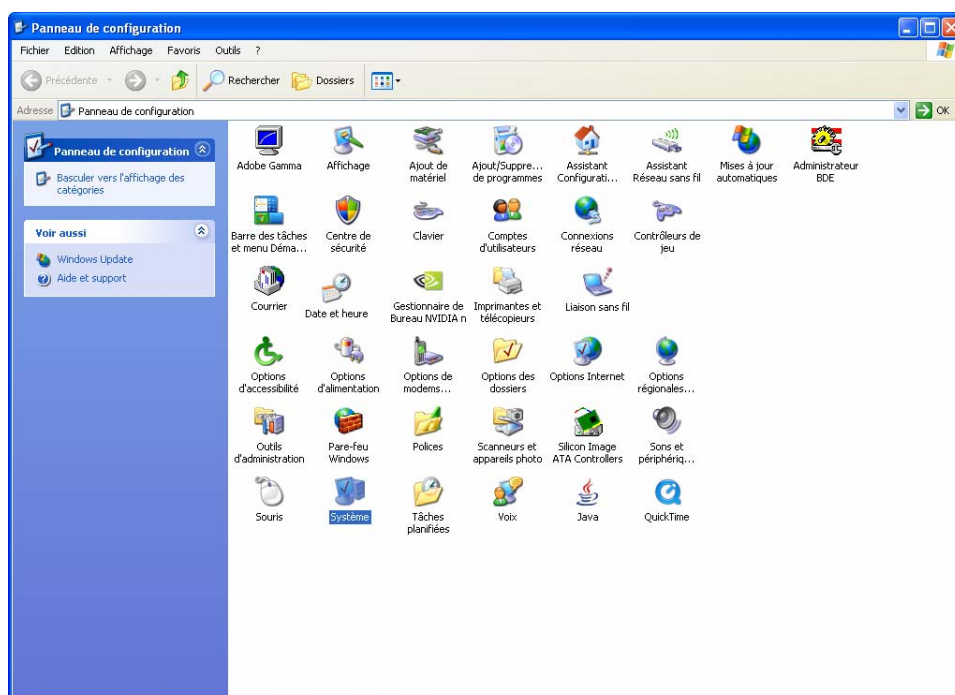 Panneau de configuration
Fichier Edition Affichage Favoris Outils ?
Précédente Rechercher Dossiers
Adresse Panneau de configuration OK
Panneau de configuration
Basculer vers l'affichage des
catégories
Voir aussi
Windows Update
Aide et support
Adobe Gamma
Affichage
Ajout de
matériel
Ajout/Suppre...
de programmes
Assistant
Configurati...
Assistant
Réseau sans fil
Mises à jour
automatiques
Administrateur
BDE
Barre des tâches
et menu Déma...
Centre de
sécurité
Clavier
Comptes
d'utilisateurs
Connexions
réseau
Contrôleurs de
jeu
Courrier
Date et heure
Gestionnaire de
Bureau NVIDIA n
Imprimantes et
télécopieurs
Liaison sans fil
Options
d'accessibilité
Options
d'alimentation
Options de
modems...
Options des
dossiers
Options Internet
Options
régionales...
Outils
d'administration
Pare-feu
Windows
Polices
Scanneurs et
appareils photo
Silicon Image
ATA Controllers
Sons et
périphériq...
Souris
Système
Tâches
planifiées
Voix
Java
QuickTime